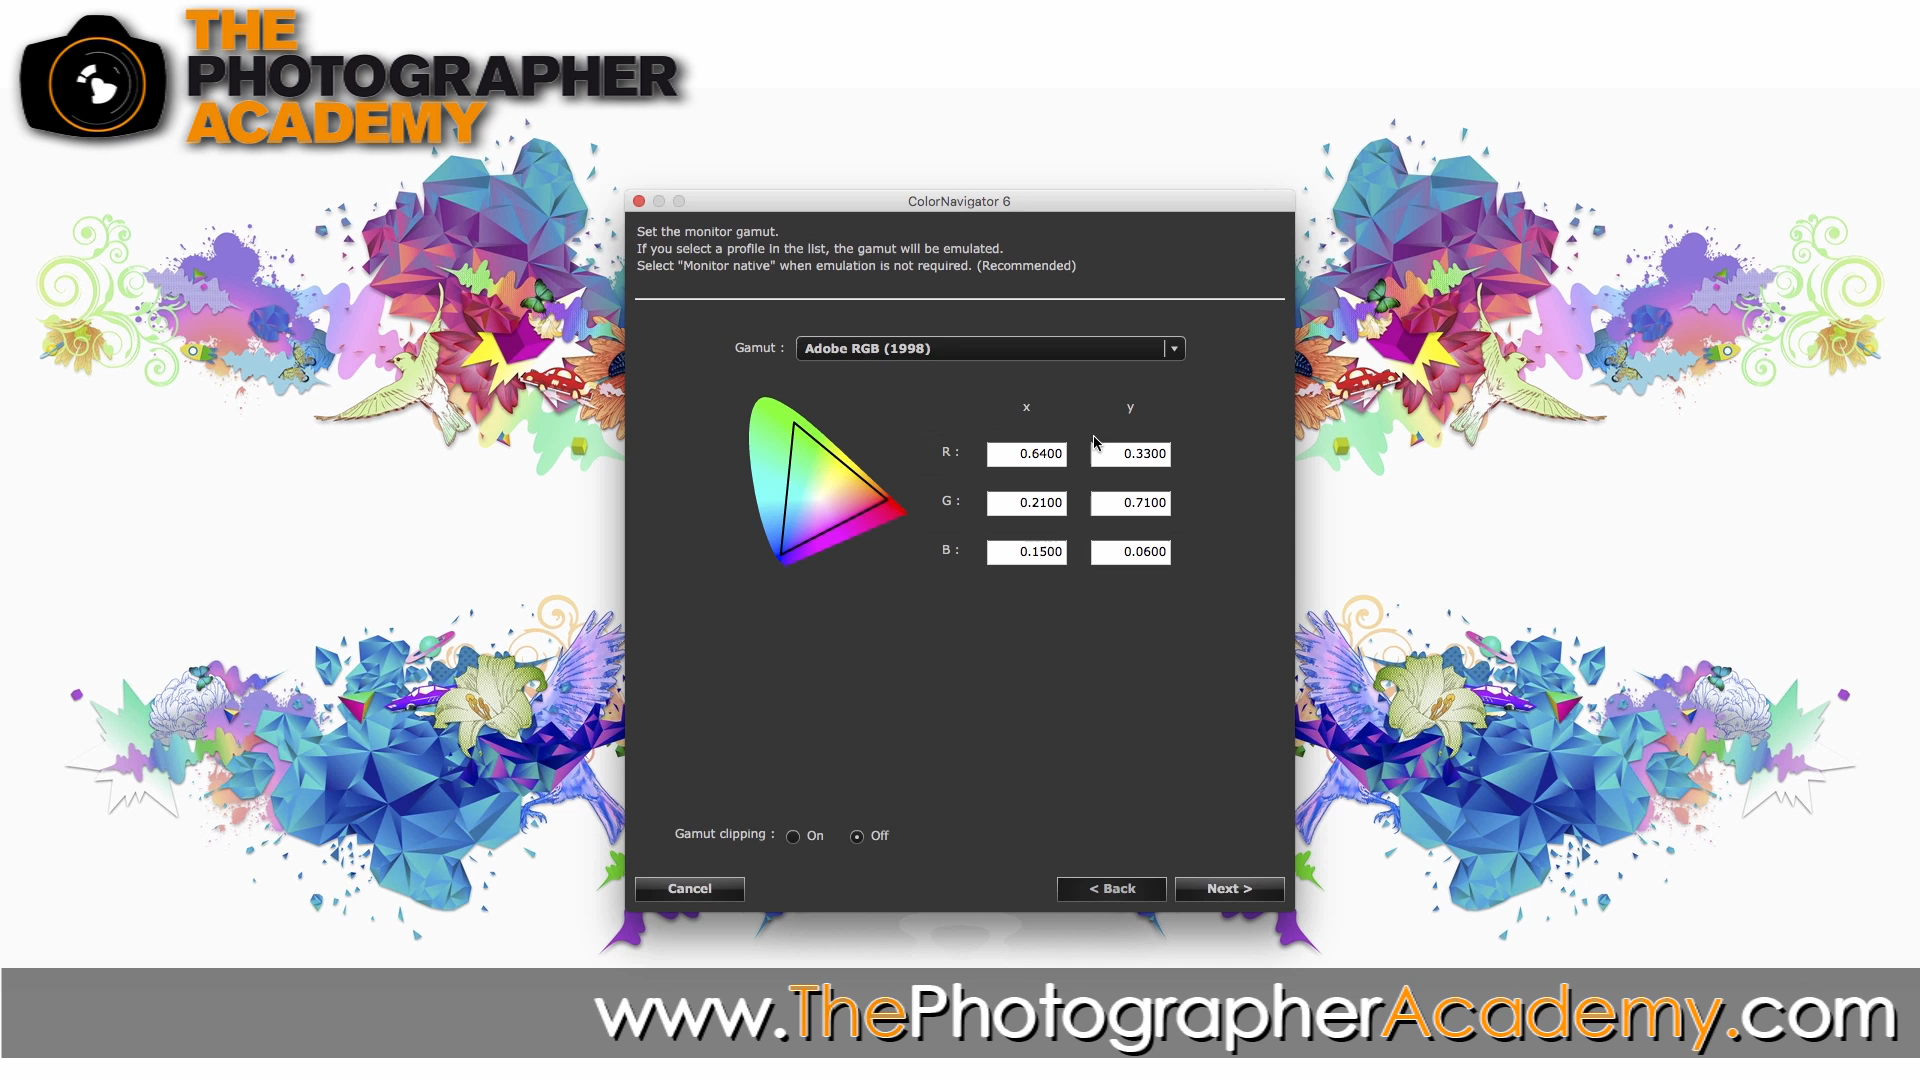 THE
PHOTOGRAPHER
ACADEMY
ColorNavigator 6
Set the monitor gamut.
If you select a profile in the list, the gamut will be emulated.
Select "Monitor native" when emulation is not required. (Recommended)
Gamut : Adobe RGB (1998)
x y
R : 0.6400 0.3300
G : 0.2100 0.7100
B : 0.1500 0.0600
Gamut clipping : On Off
Cancel < Back Next >
www.ThePhotographerAcademy.com